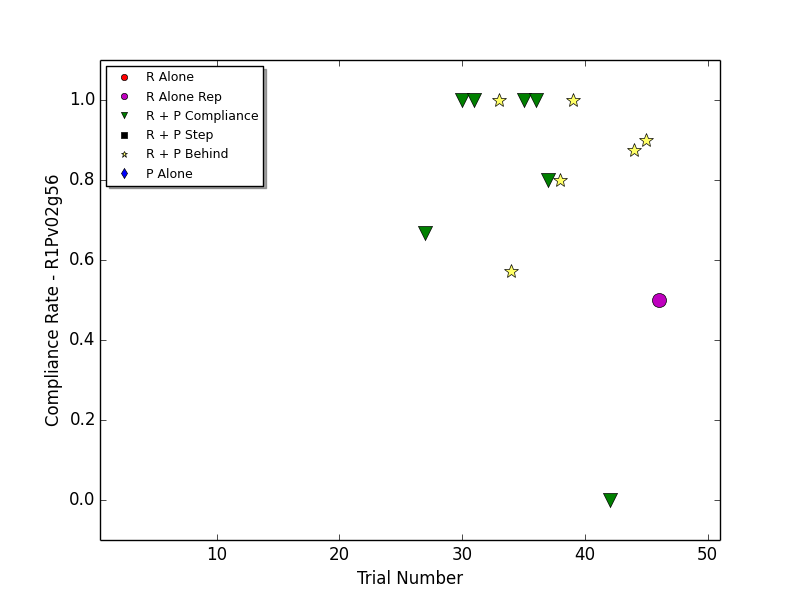 R Alone
R Alone Rep
R + P Compliance
R + P Step
R + P Behind
P Alone
1.0
0.8
0.6
0.4
0.2
0.0
Compliance Rate - R1Pv02g56
10 20 30 40 50
Trial Number